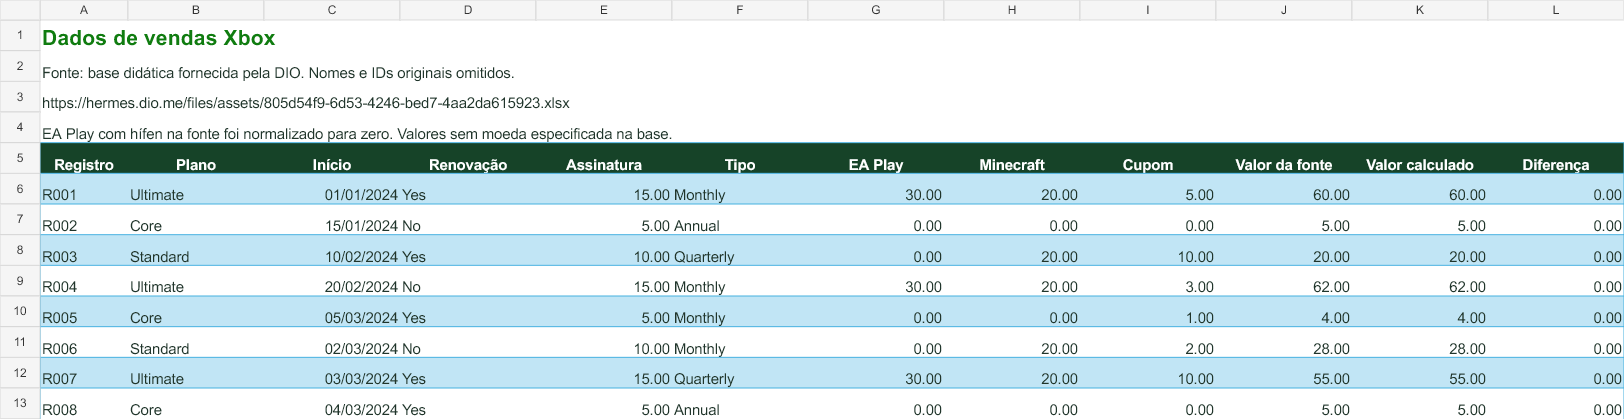 A B C D E F G H I J K L
1 Dados de vendas Xbox
2 Fonte: base didática fornecida pela DIO. Nomes e IDs originais omitidos.
3 https://hermes.dio.me/files/assets/805d54f9-6d53-4246-bed7-4aa2da615923.xlsx
4 EA Play com hífen na fonte foi normalizado para zero. Valores sem moeda especificada na base.
5 Registro Plano Início Renovação Assinatura Tipo EA Play Minecraft Cupom Valor da fonte Valor calculado Diferença
6 R001 Ultimate 01/01/2024 Yes 15.00 Monthly 30.00 20.00 5.00 60.00 60.00 0.00
7 R002 Core 15/01/2024 No 5.00 Annual 0.00 0.00 0.00 5.00 5.00 0.00
8 R003 Standard 10/02/2024 Yes 10.00 Quarterly 0.00 20.00 10.00 20.00 20.00 0.00
9 R004 Ultimate 20/02/2024 No 15.00 Monthly 30.00 20.00 3.00 62.00 62.00 0.00
10 R005 Core 05/03/2024 Yes 5.00 Monthly 0.00 0.00 1.00 4.00 4.00 0.00
11 R006 Standard 02/03/2024 No 10.00 Monthly 0.00 20.00 2.00 28.00 28.00 0.00
12 R007 Ultimate 03/03/2024 Yes 15.00 Quarterly 30.00 20.00 10.00 55.00 55.00 0.00
13 R008 Core 04/03/2024 Yes 5.00 Annual 0.00 0.00 0.00 5.00 5.00 0.00